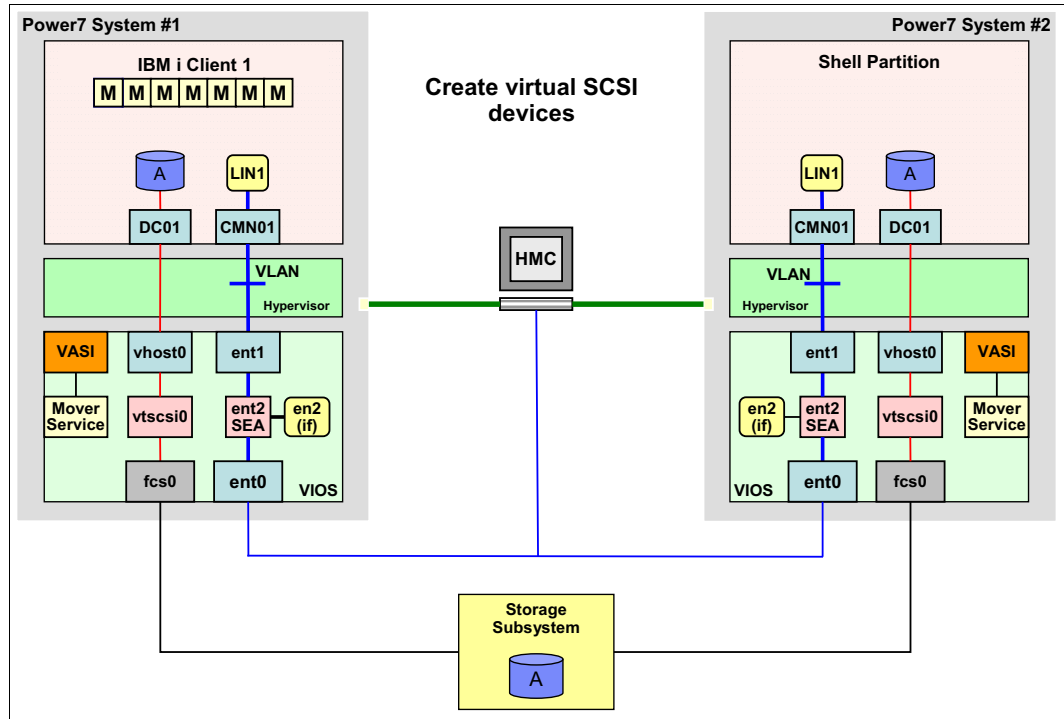 Power7 System #1
IBM i Client 1
M M M M M M M
A
LIN1
DC01
CMN01
VLAN
Hypervisor
VASI
vhost0
ent1
Mover
Service
vtscsi0
ent2
SEA
en2
(if)
fcs0
ent0
VIOS
Create virtual SCSI
devices
HMC
Power7 System #2
Shell Partition
LIN1
A
CMN01
DC01
VLAN
Hypervisor
ent1
vhost0
VASI
en2
(if)
ent2
SEA
vtscsi0
Mover
Service
VIOS
ent0
fcs0
Storage
Subsystem
A